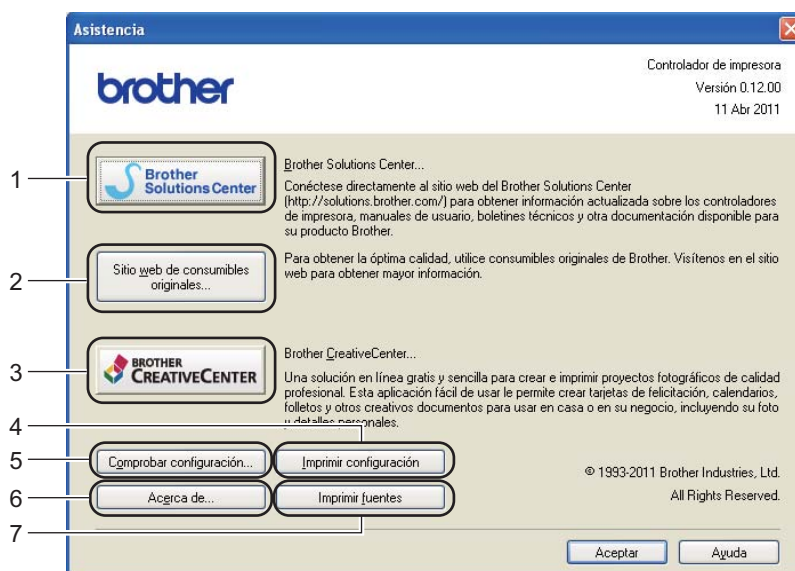 Asistencia
brother
Controlador de impresora
Versión 0.12.00
11 Abr 2011
1
Brother
Solutions Center
Brother Solutions Center...
Conéctese directamente al sitio web del Brother Solutions Center
(http://solutions.brother.com/) para obtener información actualizada sobre los controladores
de impresora, manuales de usuario, boletines técnicos y otra documentación disponible para
su producto Brother.
2
Sitio web de consumibles
originales...
Para obtener la óptima calidad, utilice consumibles originales de Brother. Visítenos en el sitio
web para obtener mayor información.
3
BROTHER
CREATIVECENTER
Brother CreativeCenter...
Una solución en línea gratis y sencilla para crear e imprimir proyectos fotográficos de calidad
profesional. Esta aplicación fácil de usar le permite crear tarjetas de felicitación, calendarios,
folletos y otros creativos documentos para usar en casa o en su negocio, incluyendo su foto
y detalles personales.
4
5
Comprobar configuración...
Imprimir configuración
© 1993-2011 Brother Industries, Ltd.
6
Acerca de...
Imprimir fuentes
All Rights Reserved.
7
Aceptar
Ayuda